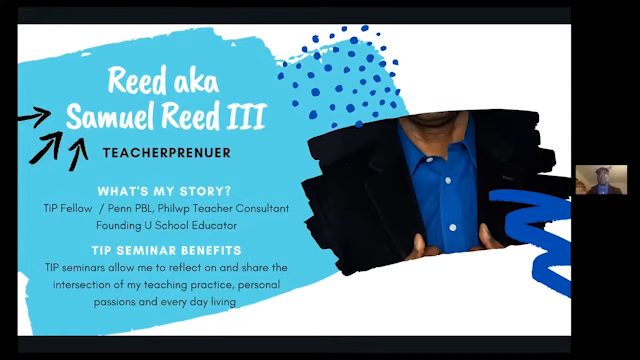 Reed aka
Samuel Reed III
TEACHERPRENUER
WHAT'S MY STORY?
TIP Fellow / Penn PBL, Philwp Teacher Consultant
Founding U School Educator
TIP SEMINAR BENEFITS
TIP seminars allow me to reflect on and share the
intersection of my teaching practice, personal
passions and every day living